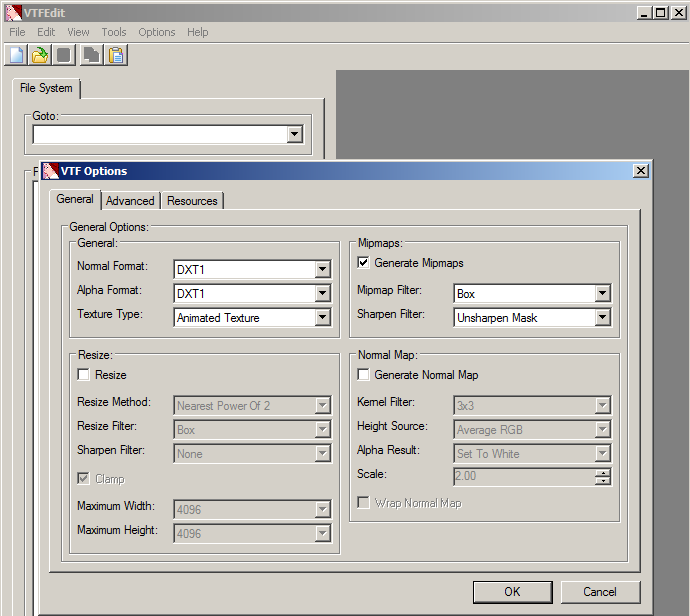 VTFEdit
File Edit View Tools Options Help
File System
Goto:
VTF Options
General Advanced Resources
General Options:
General:
Normal Format: DXT1
Alpha Format: DXT1
Texture Type: Animated Texture
Mipmaps:
Generate Mipmaps
Mipmap Filter: Box
Sharpen Filter: Unsharpen Mask
Resize:
Resize
Resize Method: Nearest Power Of 2
Resize Filter: Box
Sharpen Filter: None
Clamp
Maximum Width: 4096
Maximum Height: 4096
Normal Map:
Generate Normal Map
Kernel Filter: 3x3
Height Source: Average RGB
Alpha Result: Set To White
Scale: 2.00
Wrap Normal Map
OK Cancel